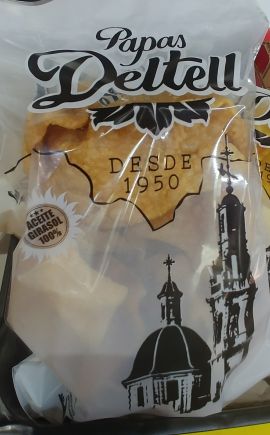 Papas
Deltell
DESDE
1950
ACEITE
GIRASOL
100%